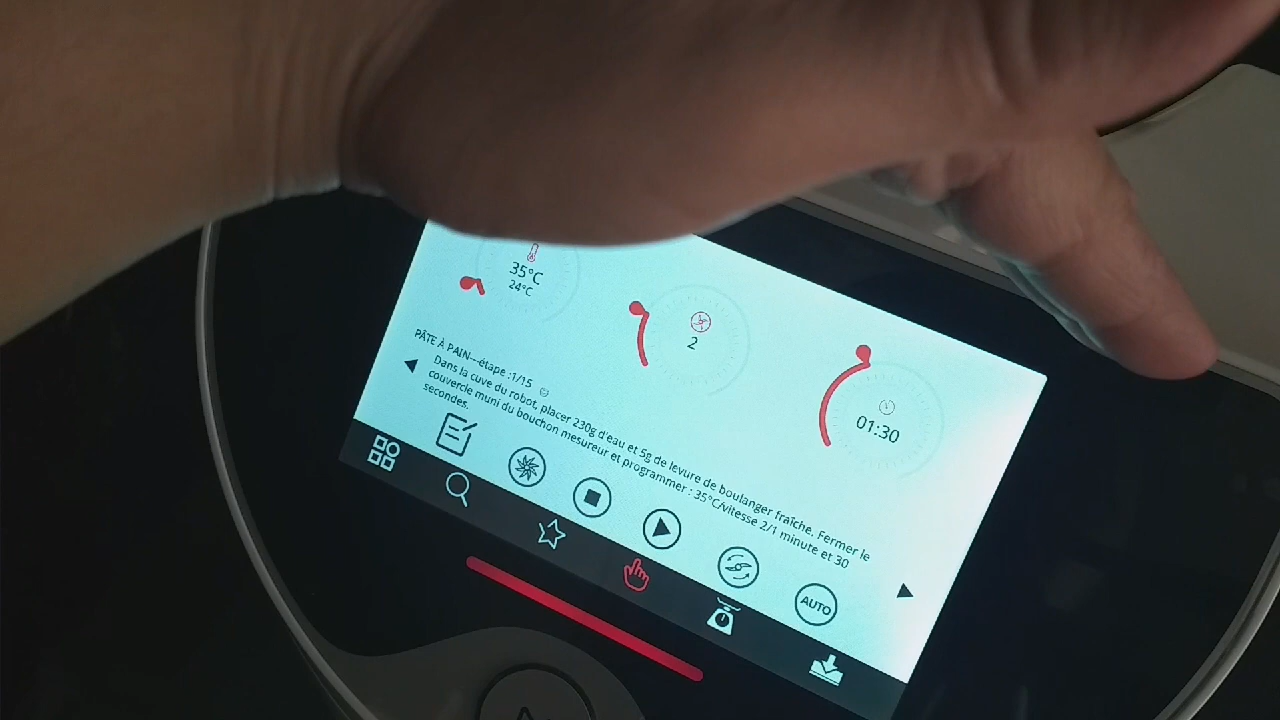 35°C
24°C
2
01:30
PÂTE À PAIN—étape :1/15
Dans la cuve du robot, placer 230g d'eau et 5g de levure de boulanger fraîche. Fermer le
couvercle muni du bouchon mesureur et programmer : 35°C/vitesse 2/1 minute et 30
secondes.
AUTO